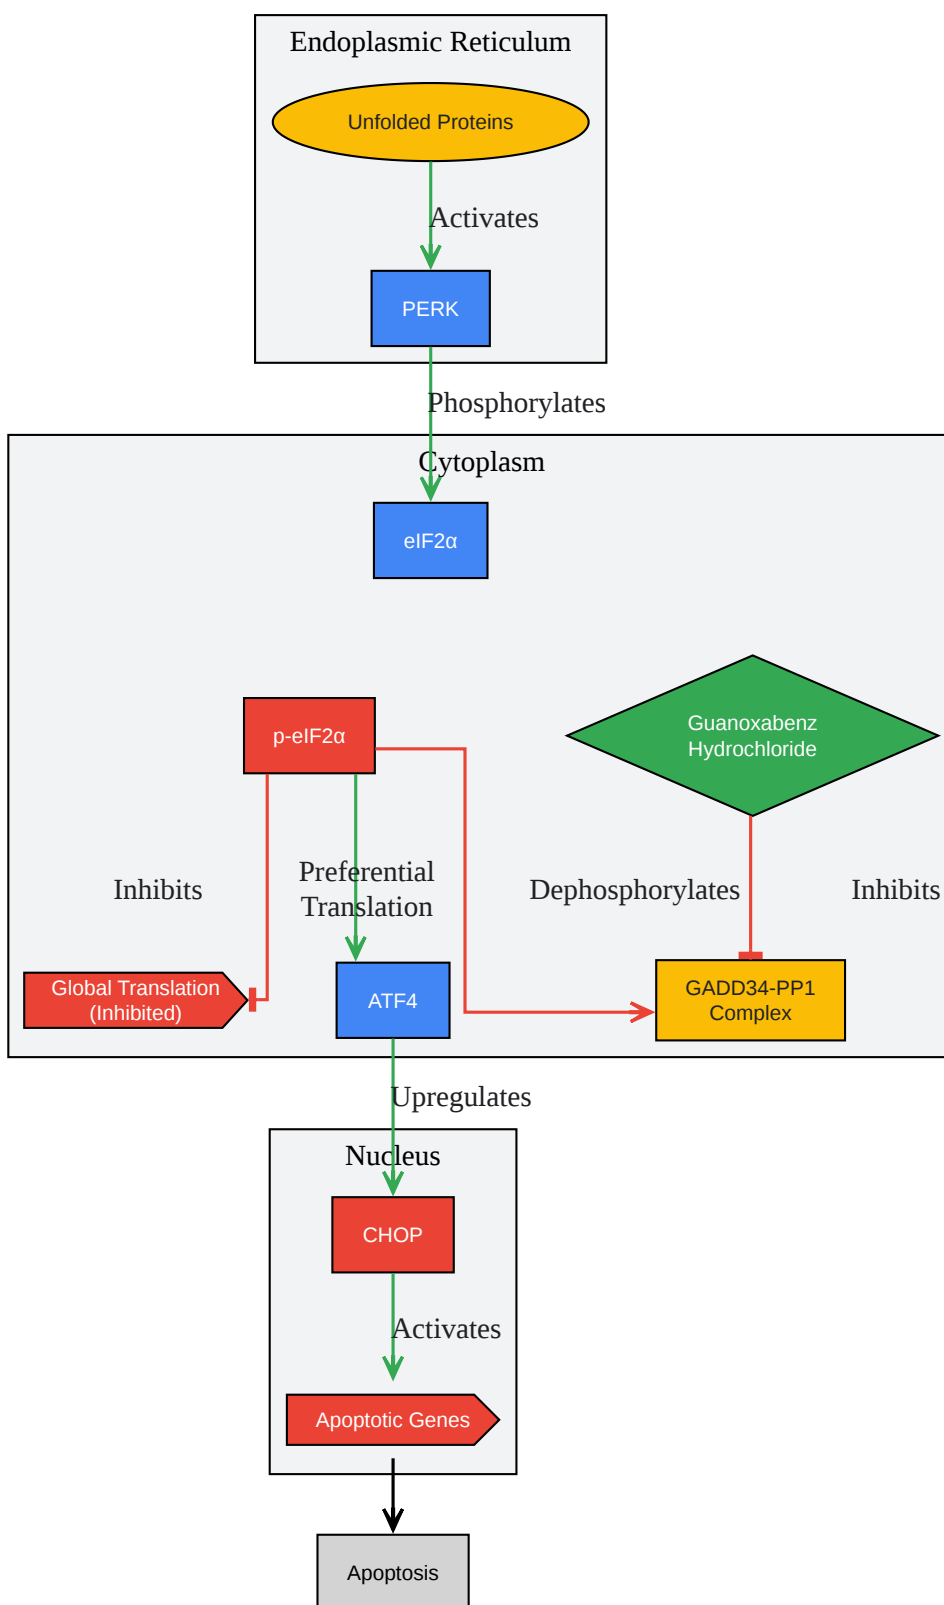 Endoplasmic Reticulum
Unfolded Proteins
Activates
PERK
Phosphorylates
Cytoplasm
eIF2α
p-eIF2α
Guanoxabenz
Hydrochloride
Inhibits
Preferential
Translation
Dephosphorylates
Inhibits
Global Translation
(Inhibited)
ATF4
GADD34-PP1
Complex
Upregulates
Nucleus
CHOP
Activates
Apoptotic Genes
Apoptosis